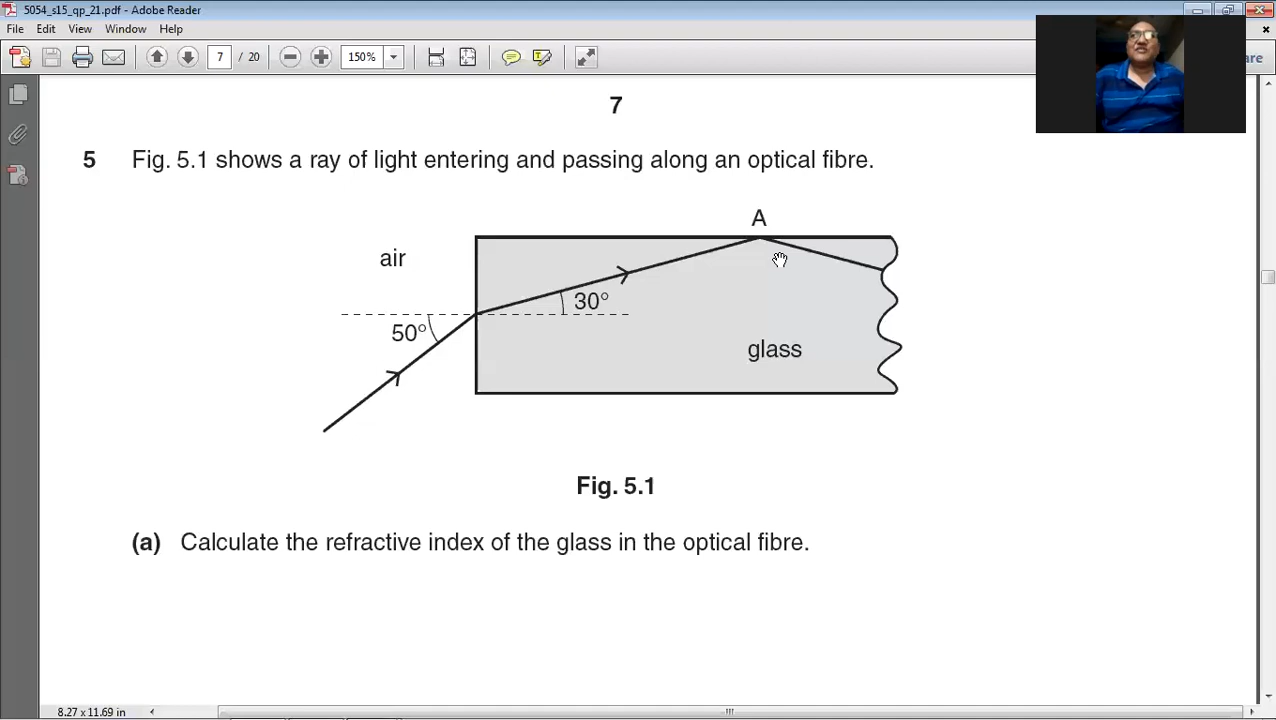 5054_s15_qp_21.pdf - Adobe Reader
File Edit View Window Help
7 / 20
150%
7
5 Fig. 5.1 shows a ray of light entering and passing along an optical fibre.
A
air
30°
50°
glass
Fig. 5.1
(a) Calculate the refractive index of the glass in the optical fibre.
8.27 x 11.69 in